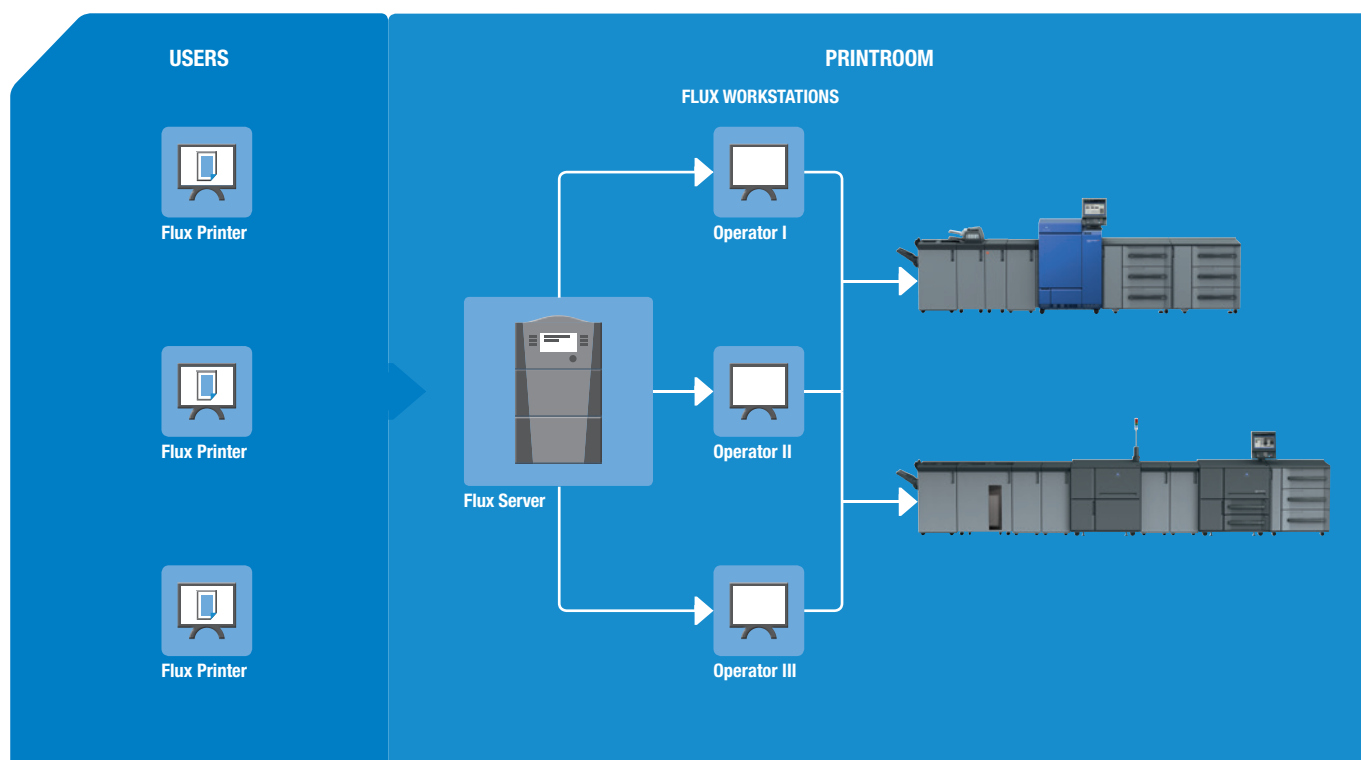 USERS
PRINTROOM
FLUX WORKSTATIONS
Flux Printer
Operator I
Flux Printer
Operator II
Flux Server
Flux Printer
Operator III